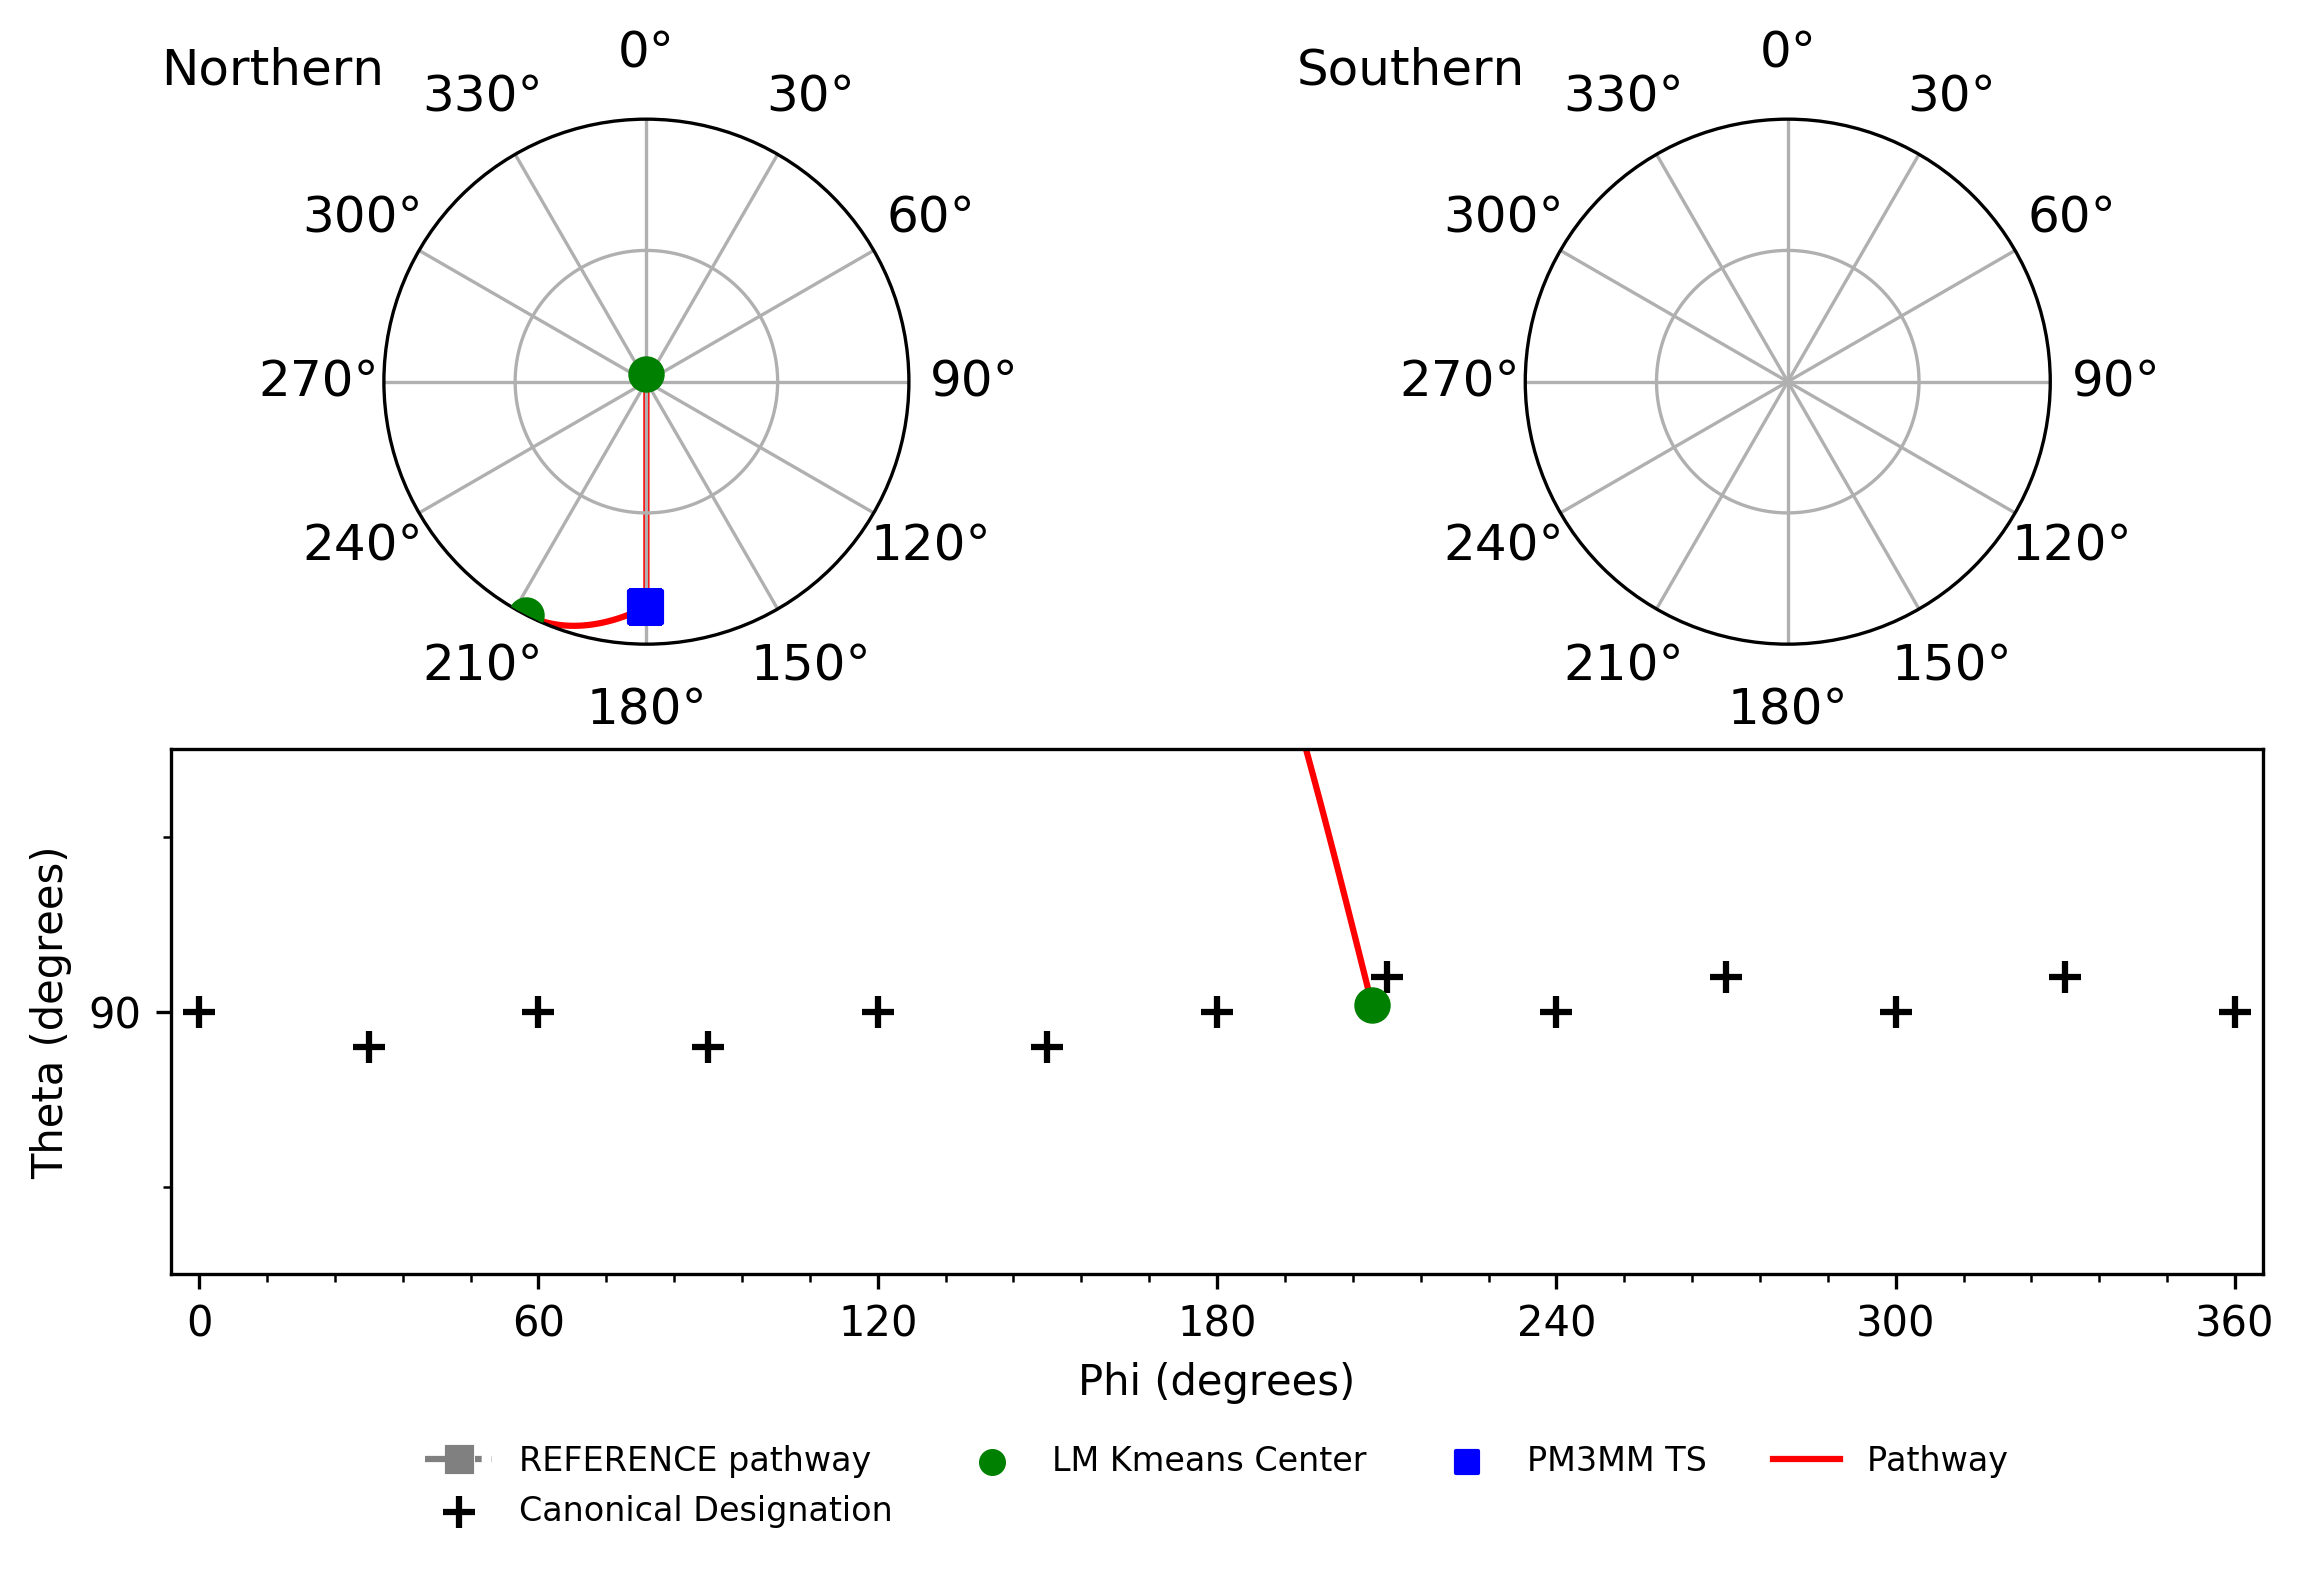 Northern
0°
30°
60°
90°
120°
150°
180°
210°
240°
270°
300°
330°
Southern
0°
30°
60°
90°
120°
150°
180°
210°
240°
270°
300°
330°
Theta (degrees)
90
0 60 120 180 240 300 360
Phi (degrees)
REFERENCE pathway
Canonical Designation
LM Kmeans Center
PM3MM TS
Pathway